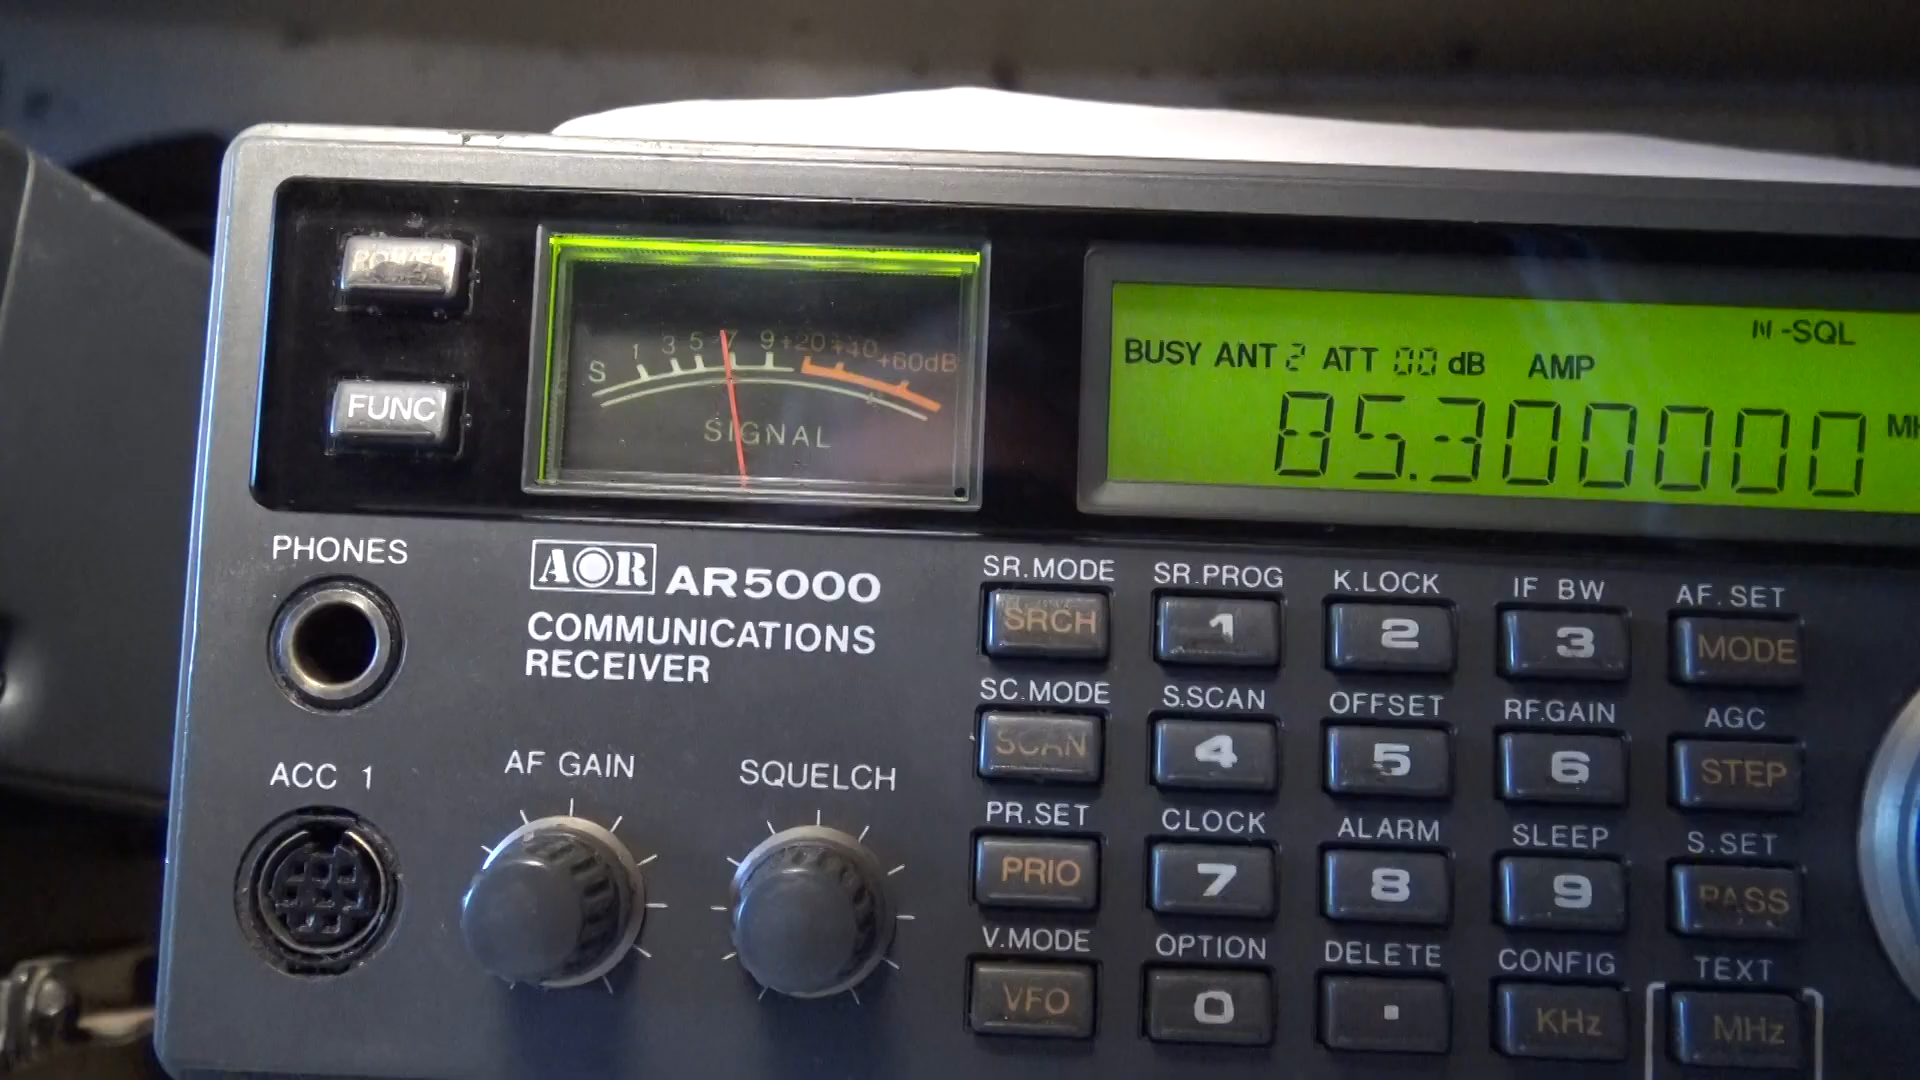 POWER
S 1 3 5 7 9 +20 +40 +60dB
SIGNAL
FUNC
N-SQL
BUSY ANT 2 ATT 00 dB AMP
85.300000 MH
PHONES
AOR AR5000
COMMUNICATIONS
RECEIVER
ACC 1
AF GAIN
SQUELCH
SR.MODE SR.PROG K.LOCK IF BW AF.SET
SRCH 1 2 3 MODE
SC.MODE S.SCAN OFFSET RF.GAIN AGC
SCAN 4 5 6 STEP
PR.SET CLOCK ALARM SLEEP S.SET
PRIO 7 8 9 PASS
V.MODE OPTION DELETE CONFIG TEXT
VFO 0 . KHz MHz